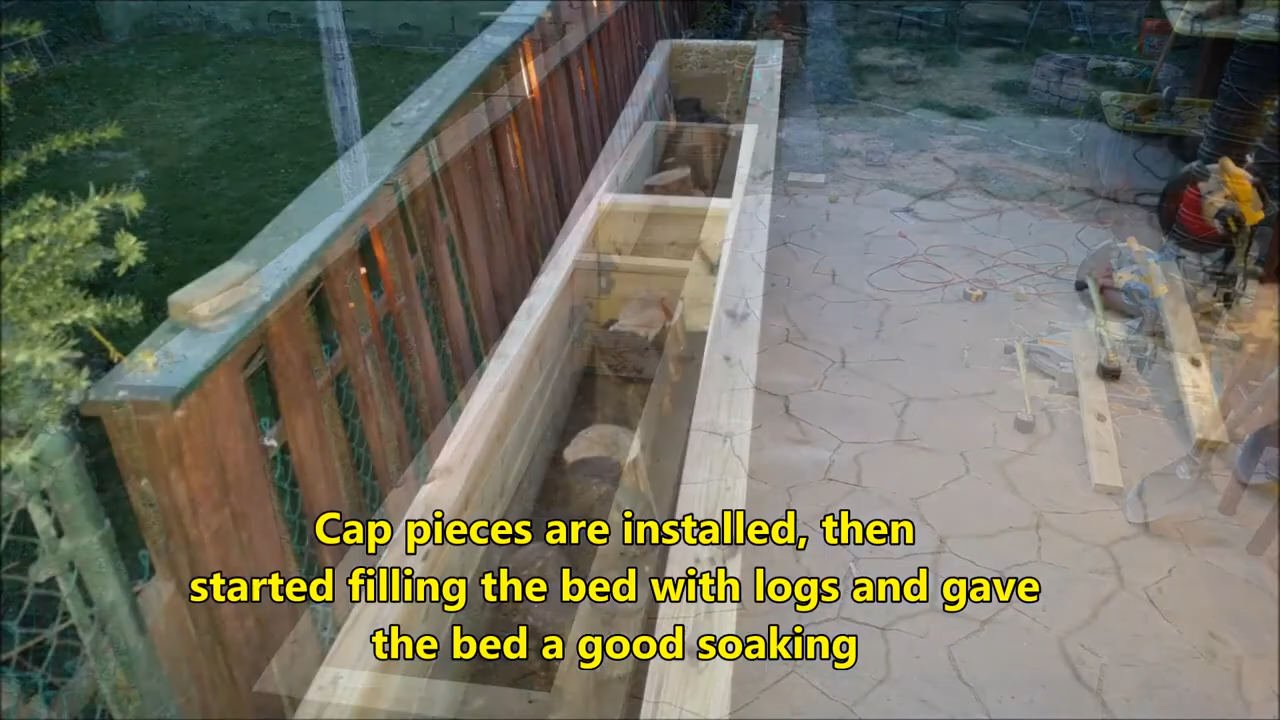 Cap pieces are installed, then
started filling the bed with logs and gave
the bed a good soaking